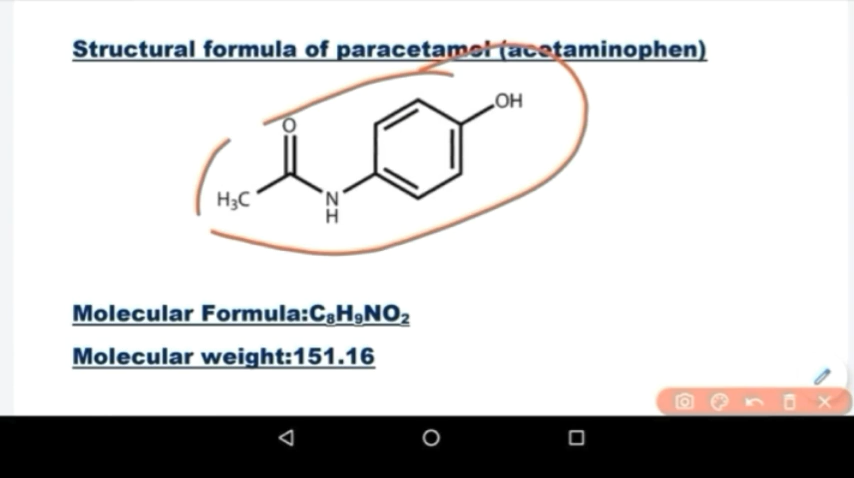 Structural formula of paracetamol (acetaminophen)
OH
O
H₃C
N
H
Molecular Formula:C₈H₉NO₂
Molecular weight:151.16